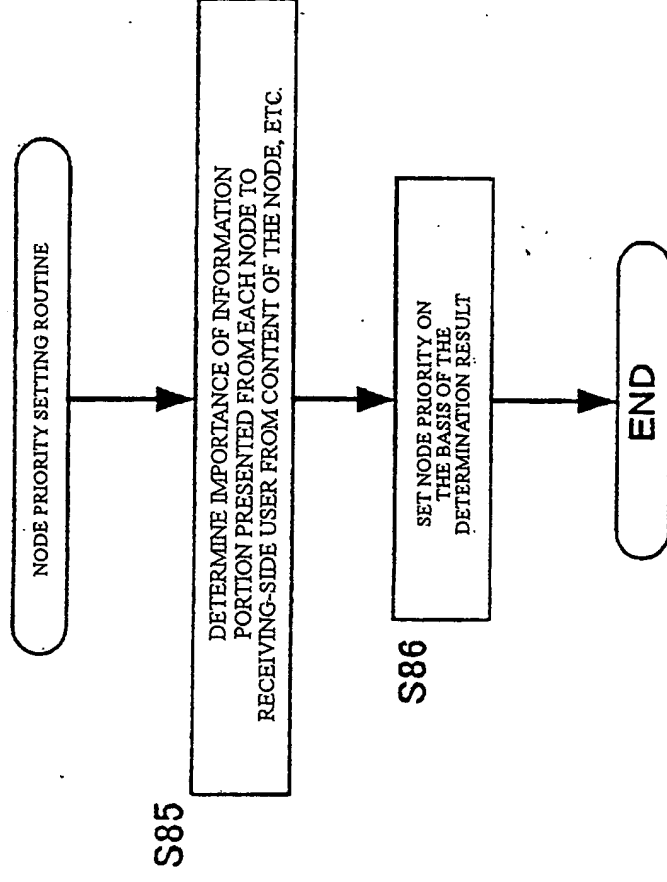 NODE PRIORITY SETTING ROUTINE
S85
DETERMINE IMPORTANCE OF INFORMATION
PORTION PRESENTED FROM EACH NODE TO
RECEIVING-SIDE USER FROM CONTENT OF THE NODE, ETC.
S86
SET NODE PRIORITY ON
THE BASIS OF THE
DETERMINATION RESULT
END